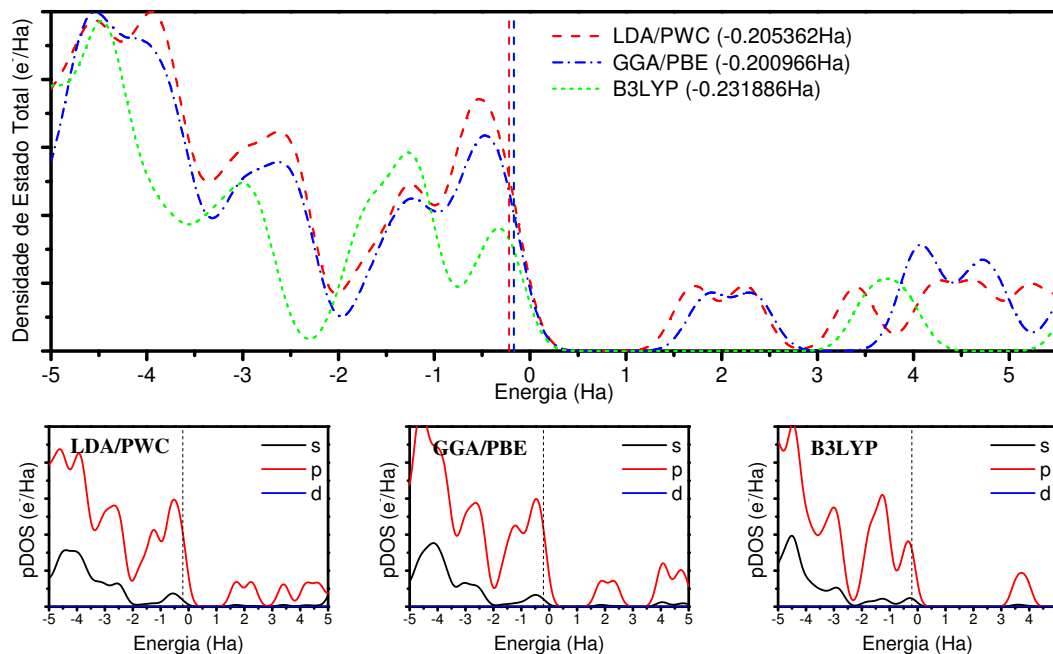 Densidade de Estado Total (e⁻/Ha)
LDA/PWC (-0.205362Ha)
GGA/PBE (-0.200966Ha)
B3LYP (-0.231886Ha)
-5 -4 -3 -2 -1 0 1 2 3 4 5
Energia (Ha)
pDOS (e⁻/Ha)
LDA/PWC
s
p
d
-5 -4 -3 -2 -1 0 1 2 3 4 5
Energia (Ha)
pDOS (e⁻/Ha)
GGA/PBE
s
p
d
-5 -4 -3 -2 -1 0 1 2 3 4 5
Energia (Ha)
pDOS (e⁻/Ha)
B3LYP
s
p
d
-5 -4 -3 -2 -1 0 1 2 3 4
Energia (Ha)